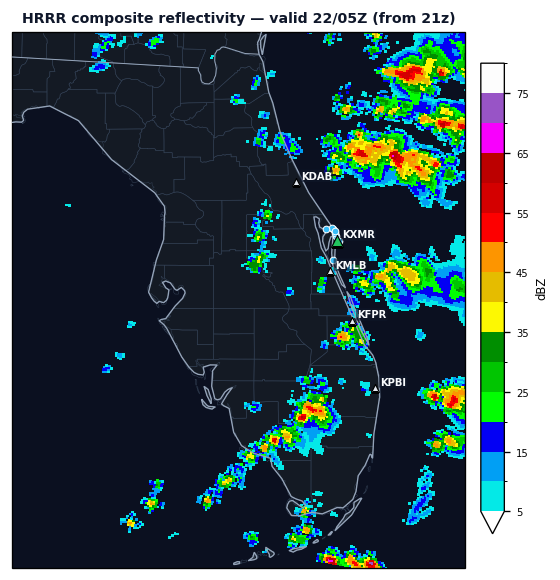 HRRR composite reflectivity — valid 22/05Z (from 21z)
KDAB
KXMR
KMLB
KFPR
KPBI
75
65
55
45
35
25
15
5
dBZ